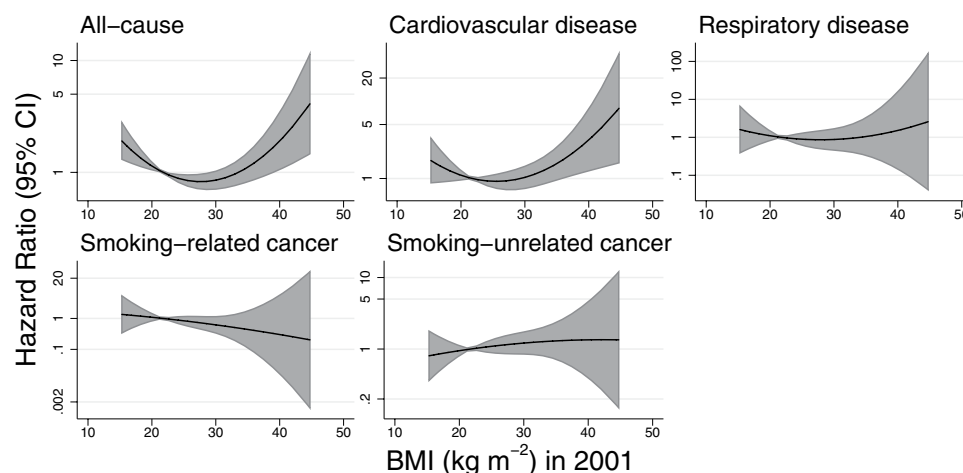 All−cause
Cardiovascular disease
Respiratory disease
Hazard Ratio (95% CI)
10
5
1
20
5
1
100
10
1
.1
10 20 30 40 50
10 20 30 40 50
10 20 30 40 50
Smoking−related cancer
Smoking−unrelated cancer
20
1
.1
.002
10
5
1
.2
10 20 30 40 50
10 20 30 40 50
BMI (kg m−2) in 2001